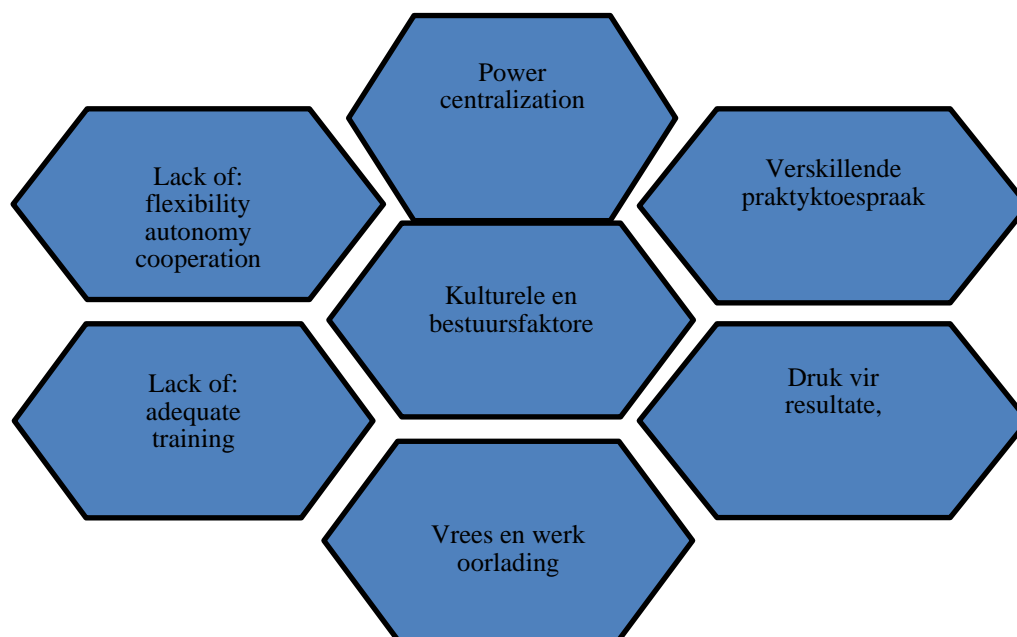 Power
centralization
Lack of:
flexibility
autonomy
cooperation
Verskillende
praktyktoespraak
Kulturele en
bestuursfaktore
Lack of:
adequate
training
Druk vir
resultate,
Vrees en werk
oorlading